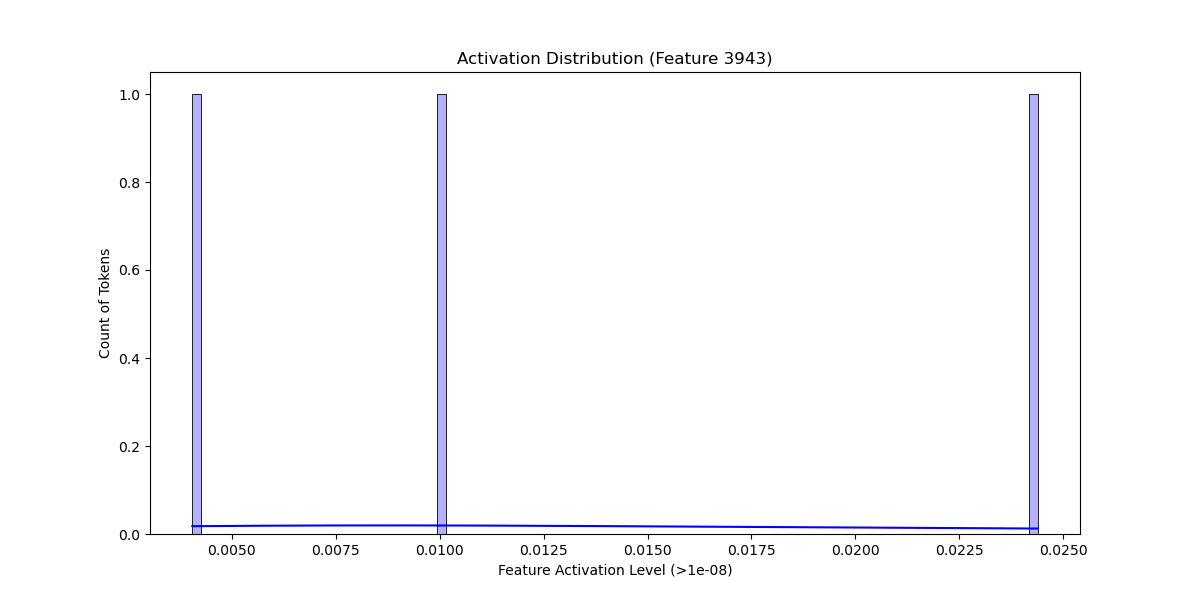 Activation Distribution (Feature 3943)
Count of Tokens
1.0
0.8
0.6
0.4
0.2
0.0
0.0050 0.0075 0.0100 0.0125 0.0150 0.0175 0.0200 0.0225 0.0250
Feature Activation Level (>1e-08)